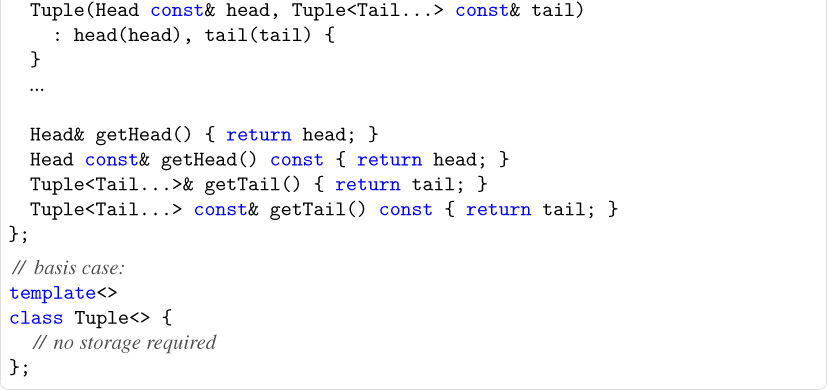 Tuple(Head const& head, Tuple<Tail...> const& tail)
: head(head), tail(tail) {
}
...
Head& getHead() { return head; }
Head const& getHead() const { return head; }
Tuple<Tail...>& getTail() { return tail; }
Tuple<Tail...> const& getTail() const { return tail; }
};
// basis case:
template<>
class Tuple<> {
// no storage required
};